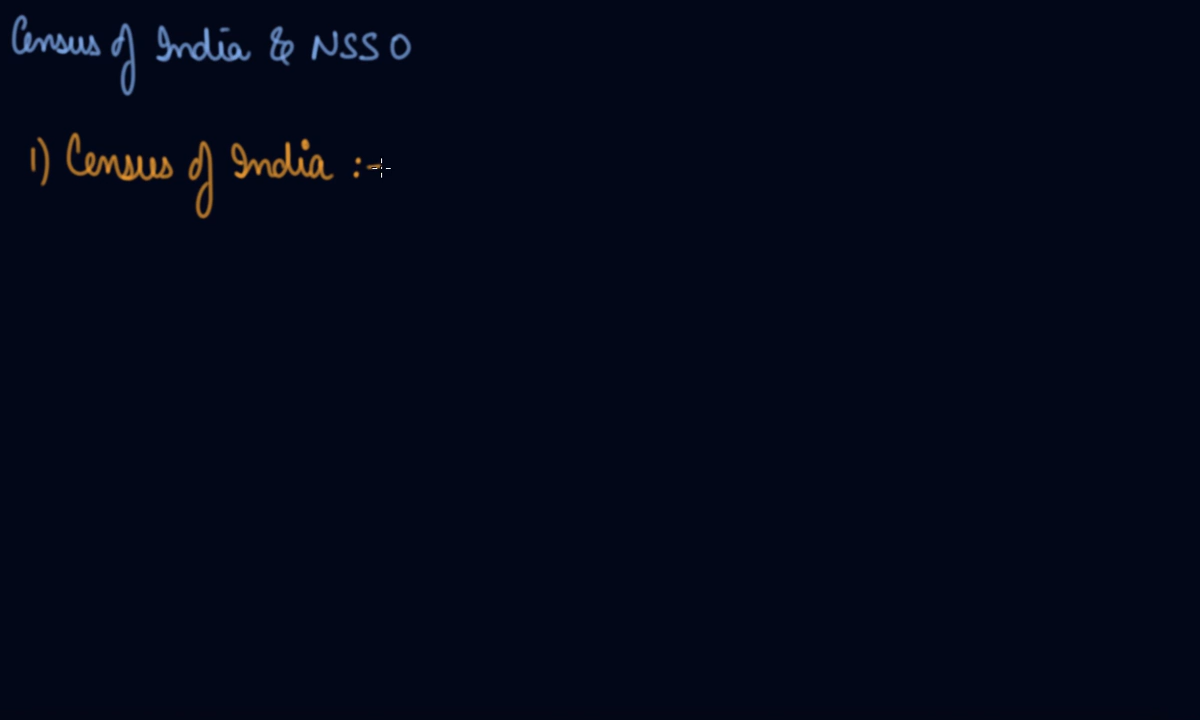 Census of India & NSSO
1) Census of India :-